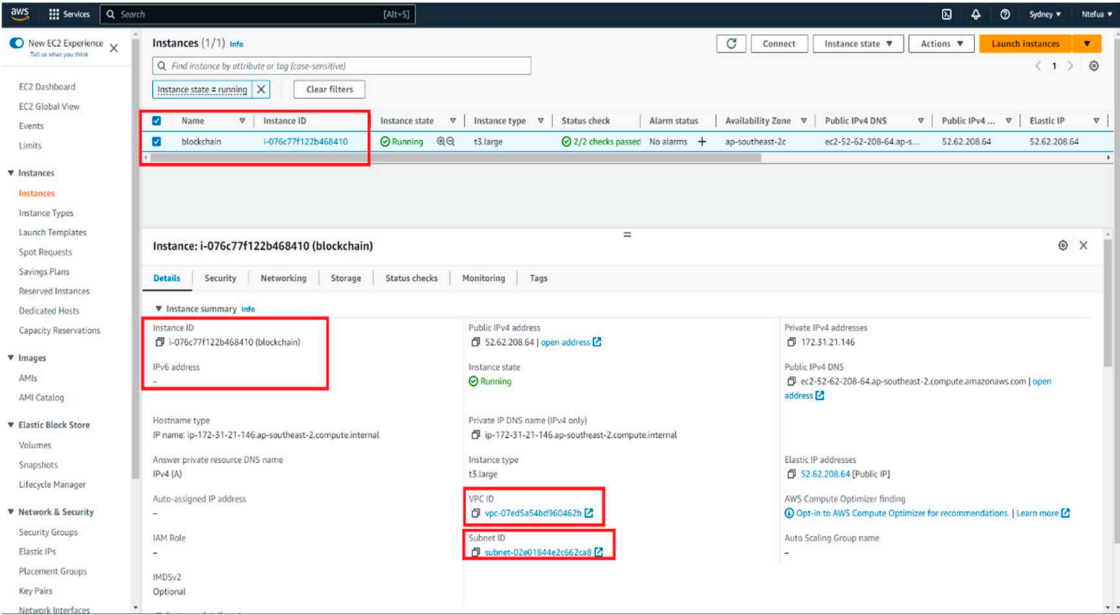 aws Services Search [Alt+S] Sydney ▼ Ntefua ▼
New EC2 Experience X
Tell us what you think
EC2 Dashboard
EC2 Global View
Events
Limits
▼ Instances
Instances
Instance Types
Launch Templates
Spot Requests
Savings Plans
Reserved Instances
Dedicated Hosts
Capacity Reservations
▼ Images
AMIs
AMI Catalog
▼ Elastic Block Store
Volumes
Snapshots
Lifecycle Manager
▼ Network & Security
Security Groups
Elastic IPs
Placement Groups
Key Pairs
Network Interfaces
Instances (1/1) Info Connect Instance state ▼ Actions ▼ Launch instances ▼
Find instance by attribute or tag (case-sensitive) < 1 >
Instance state = running X Clear filters
Name Instance ID Instance state Instance type Status check Alarm status Availability Zone Public IPv4 DNS Public IPv4 ... Elastic IP
blockchain i-076c77f122b468410 Running t3.large 2/2 checks passed No alarms + ap-southeast-2c ec2-52-62-208-64.ap-s... 52.62.208.64 52.62.208.64
Instance: i-076c77f122b468410 (blockchain)
Details Security Networking Storage Status checks Monitoring Tags
▼ Instance summary Info
Instance ID Public IPv4 address Private IPv4 addresses
i-076c77f122b468410 (blockchain) 52.62.208.64 | open address 172.31.21.146
IPv6 address Instance state Public IPv4 DNS
– Running ec2-52-62-208-64.ap-southeast-2.compute.amazonaws.com | open
address
Hostname type Private IP DNS name (IPv4 only)
IP name: ip-172-31-21-146.ap-southeast-2.compute.internal ip-172-31-21-146.ap-southeast-2.compute.internal
Answer private resource DNS name Instance type Elastic IP addresses
IPv4 (A) t3.large 52.62.208.64 [Public IP]
Auto-assigned IP address VPC ID AWS Compute Optimizer finding
– vpc-07ed5a54bd960462b Opt-in to AWS Compute Optimizer for recommendations. | Learn more
IAM Role Subnet ID Auto Scaling Group name
– subnet-02e01844e2c662ca8 –
IMDSv2
Optional